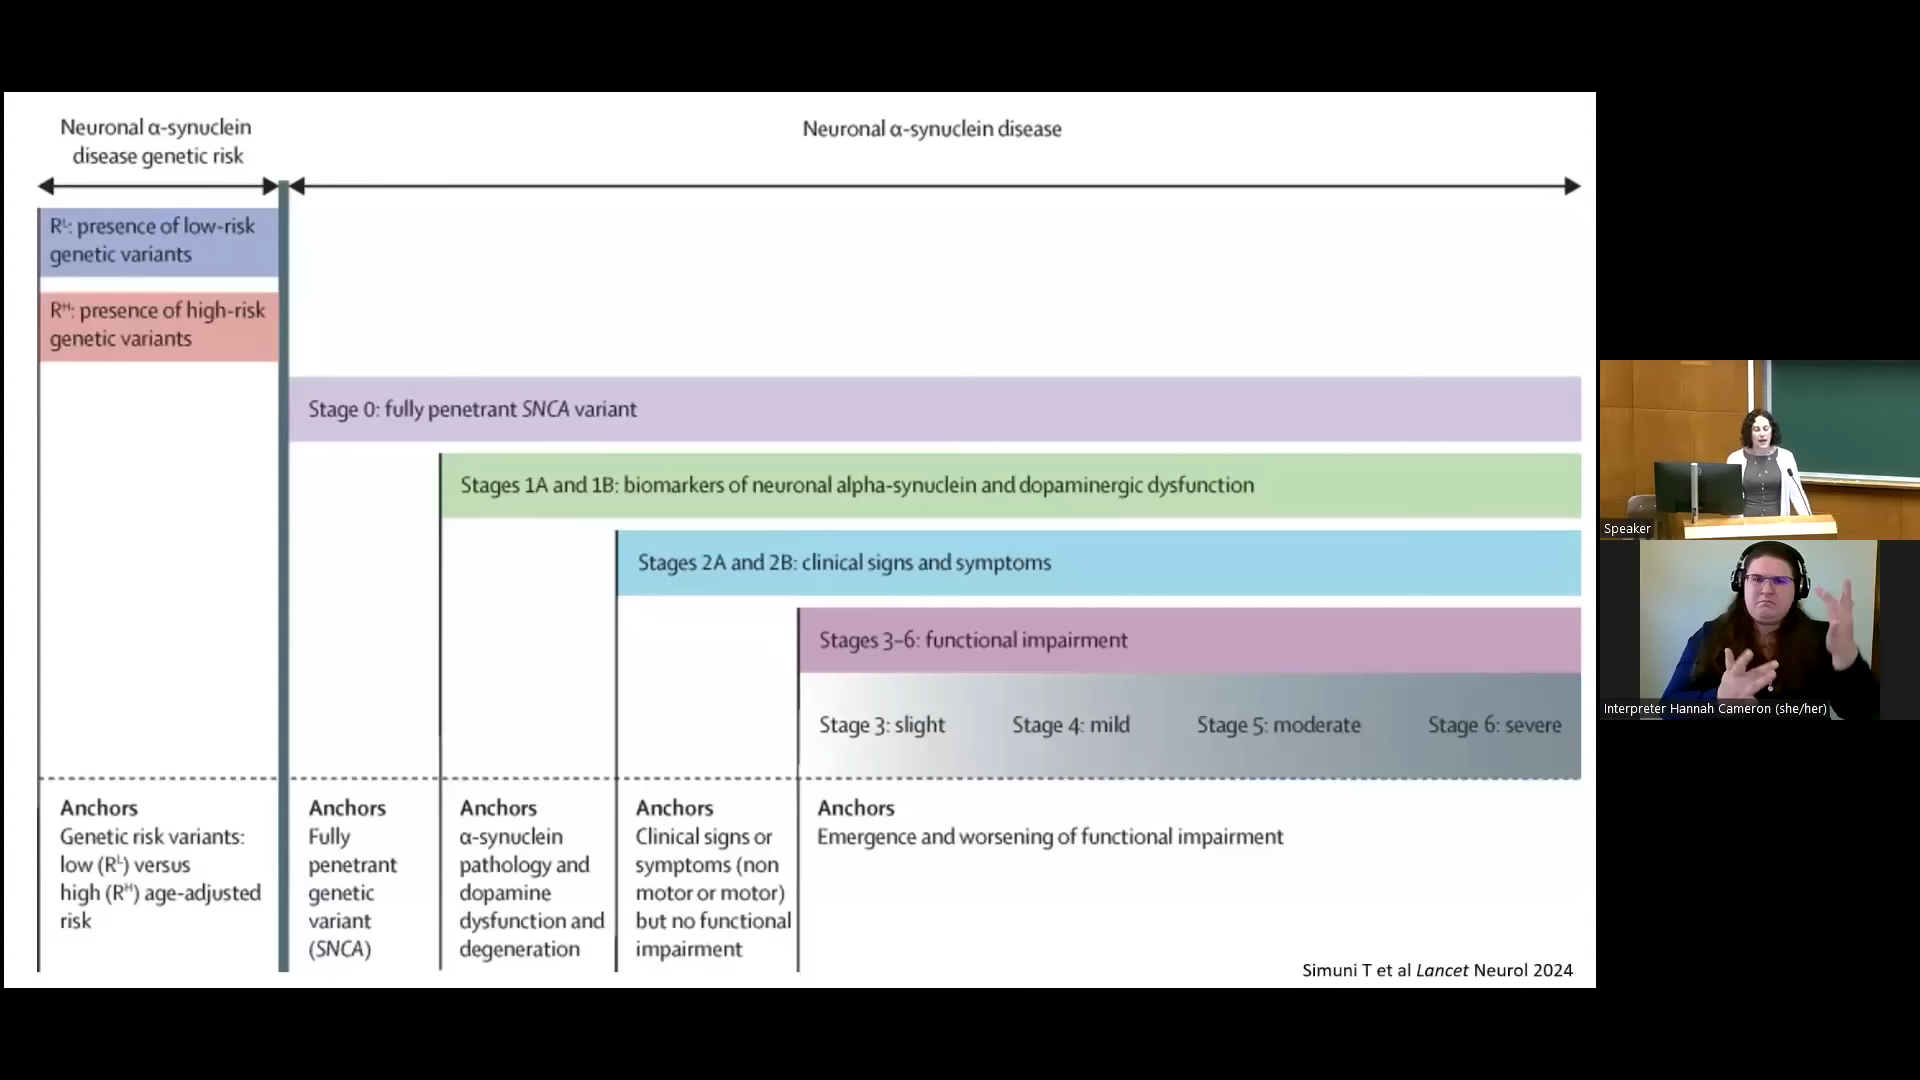 Neuronal α-synuclein
disease genetic risk
Neuronal α-synuclein disease
Rᴸ: presence of low-risk
genetic variants
Rᴴ: presence of high-risk
genetic variants
Stage 0: fully penetrant SNCA variant
Stages 1A and 1B: biomarkers of neuronal alpha-synuclein and dopaminergic dysfunction
Stages 2A and 2B: clinical signs and symptoms
Stages 3–6: functional impairment
Stage 3: slight
Stage 4: mild
Stage 5: moderate
Stage 6: severe
Anchors
Genetic risk variants:
low (Rᴸ) versus
high (Rᴴ) age-adjusted
risk
Anchors
Fully
penetrant
genetic
variant
(SNCA)
Anchors
α-synuclein
pathology and
dopamine
dysfunction and
degeneration
Anchors
Clinical signs or
symptoms (non
motor or motor)
but no functional
impairment
Anchors
Emergence and worsening of functional impairment
Simuni T et al Lancet Neurol 2024
Speaker
Interpreter Hannah Cameron (she/her)